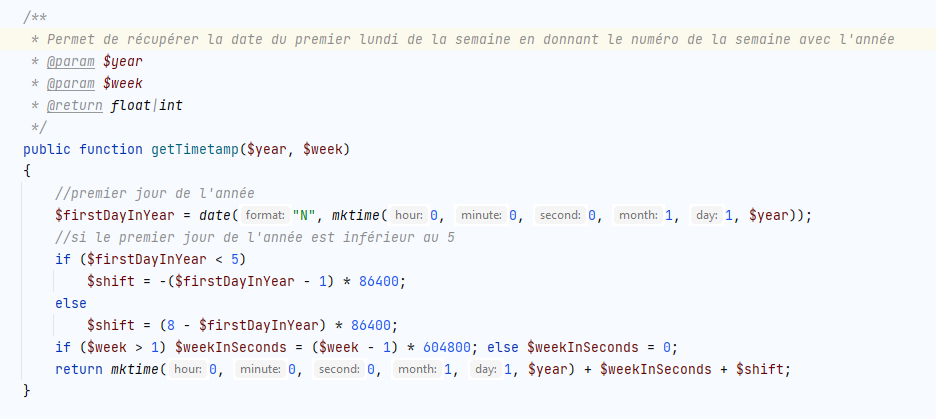 /**
 * Permet de récupérer la date du premier lundi de la semaine en donnant le numéro de la semaine avec l'année
 * @param $year
 * @param $week
 * @return float|int
 */
public function getTimetamp($year, $week)
{
    //premier jour de l'année
    $firstDayInYear = date( format: "N", mktime( hour: 0, minute: 0, second: 0, month: 1, day: 1, $year));
    //si le premier jour de l'année est inférieur au 5
    if ($firstDayInYear < 5)
        $shift = -($firstDayInYear - 1) * 86400;
    else
        $shift = (8 - $firstDayInYear) * 86400;
    if ($week > 1) $weekInSeconds = ($week - 1) * 604800; else $weekInSeconds = 0;
    return mktime( hour: 0, minute: 0, second: 0, month: 1, day: 1, $year) + $weekInSeconds + $shift;
}